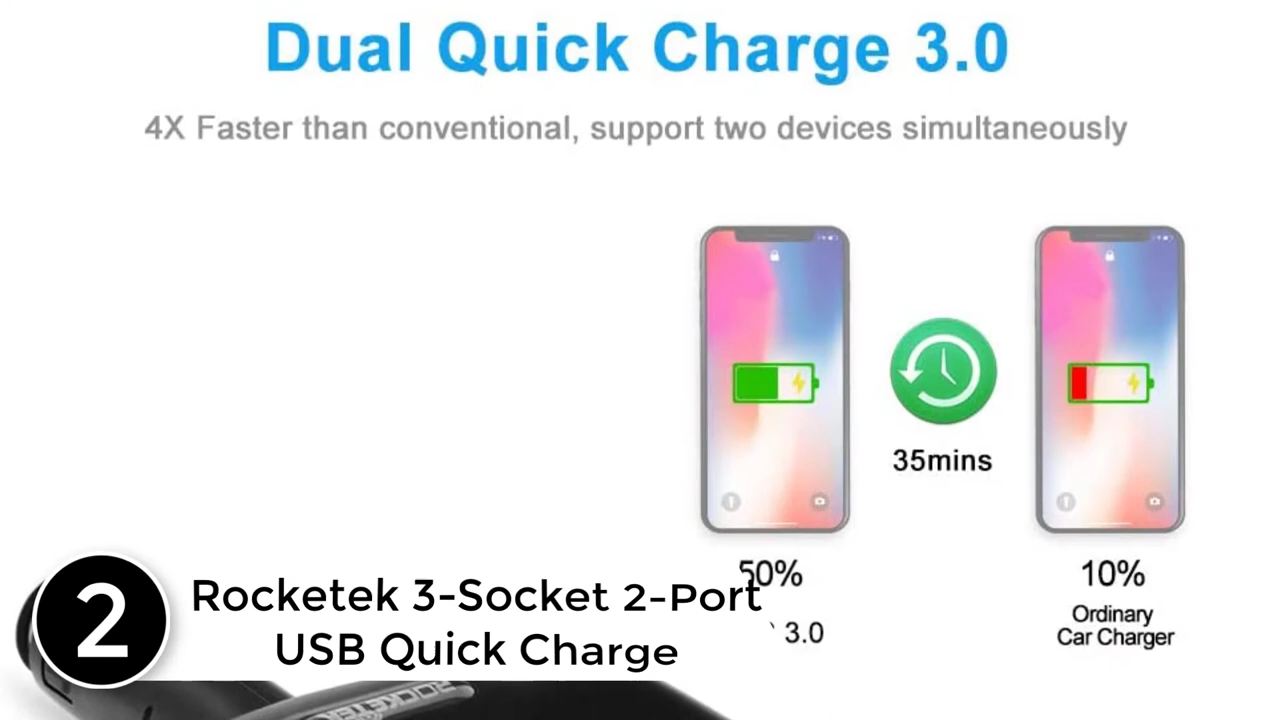 Dual Quick Charge 3.0
4X Faster than conventional, support two devices simultaneously
35mins
50%
10%
3.0
Ordinary
Car Charger
2
Rocketek 3-Socket 2-Port
USB Quick Charge
ROCKETEK